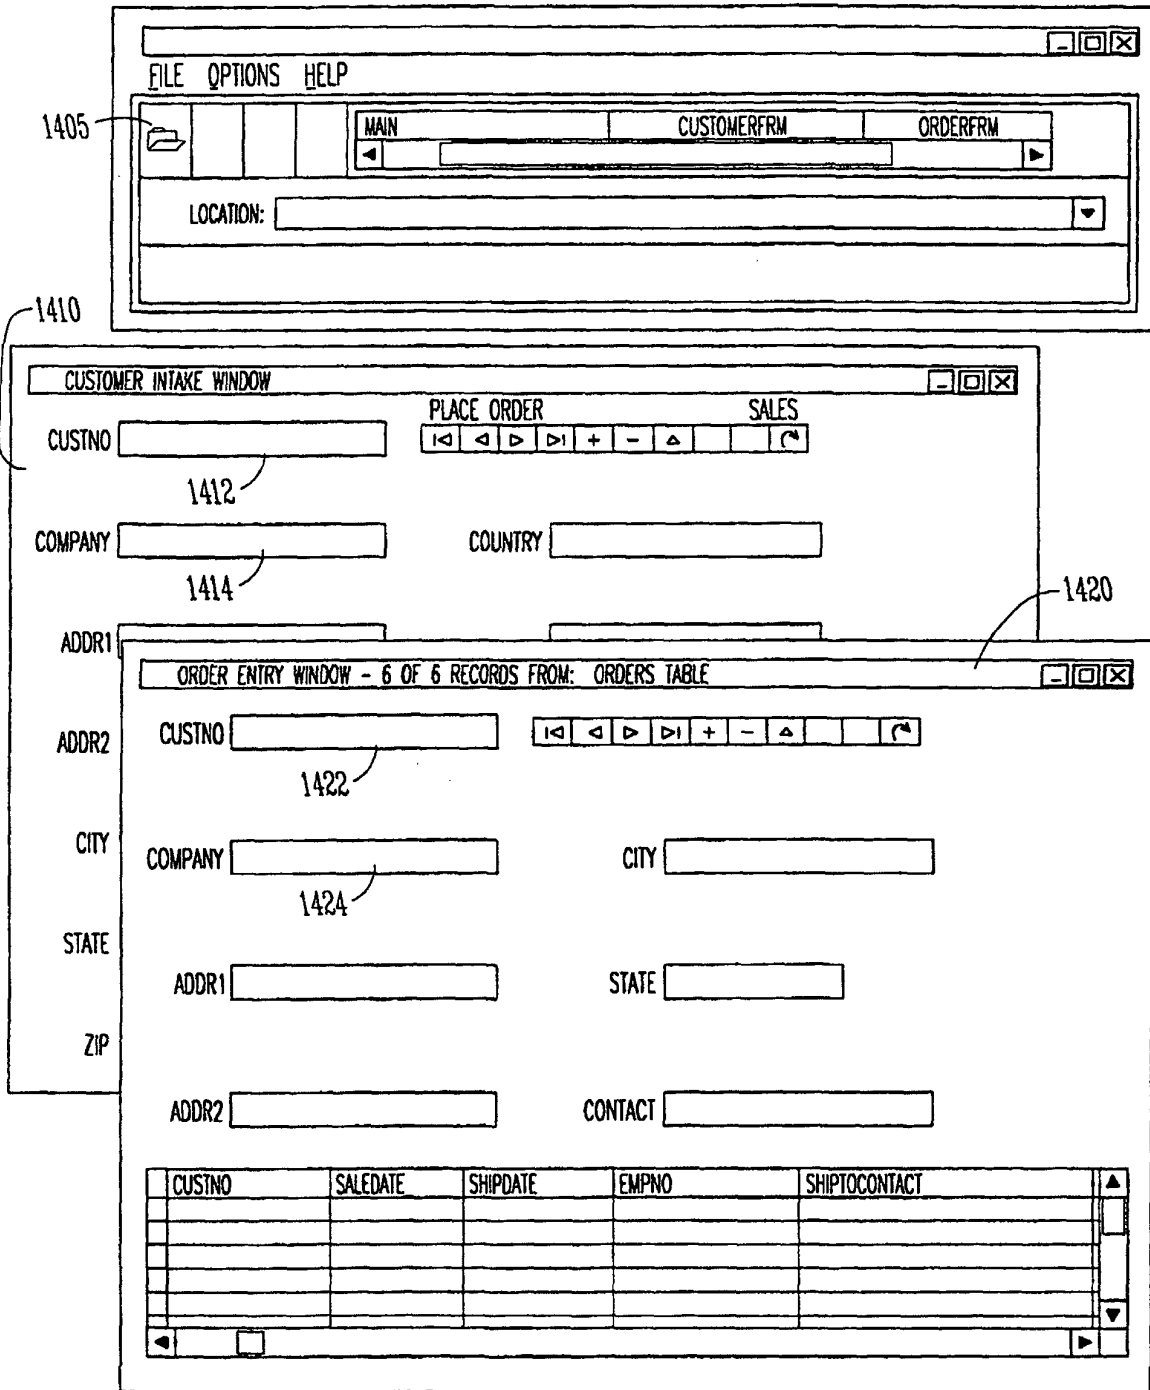 FILE OPTIONS HELP
1405
MAIN CUSTOMERFRM ORDERFRM
LOCATION:
1410
CUSTOMER INTAKE WINDOW
PLACE ORDER SALES
CUSTNO
1412
COMPANY COUNTRY
1414
1420
ADDR1
ORDER ENTRY WINDOW - 6 OF 6 RECORDS FROM: ORDERS TABLE
ADDR2 CUSTNO
1422
CITY COMPANY CITY
1424
STATE
ADDR1 STATE
ZIP
ADDR2 CONTACT
CUSTNO SALEDATE SHIPDATE EMPNO SHIPTOCONTACT